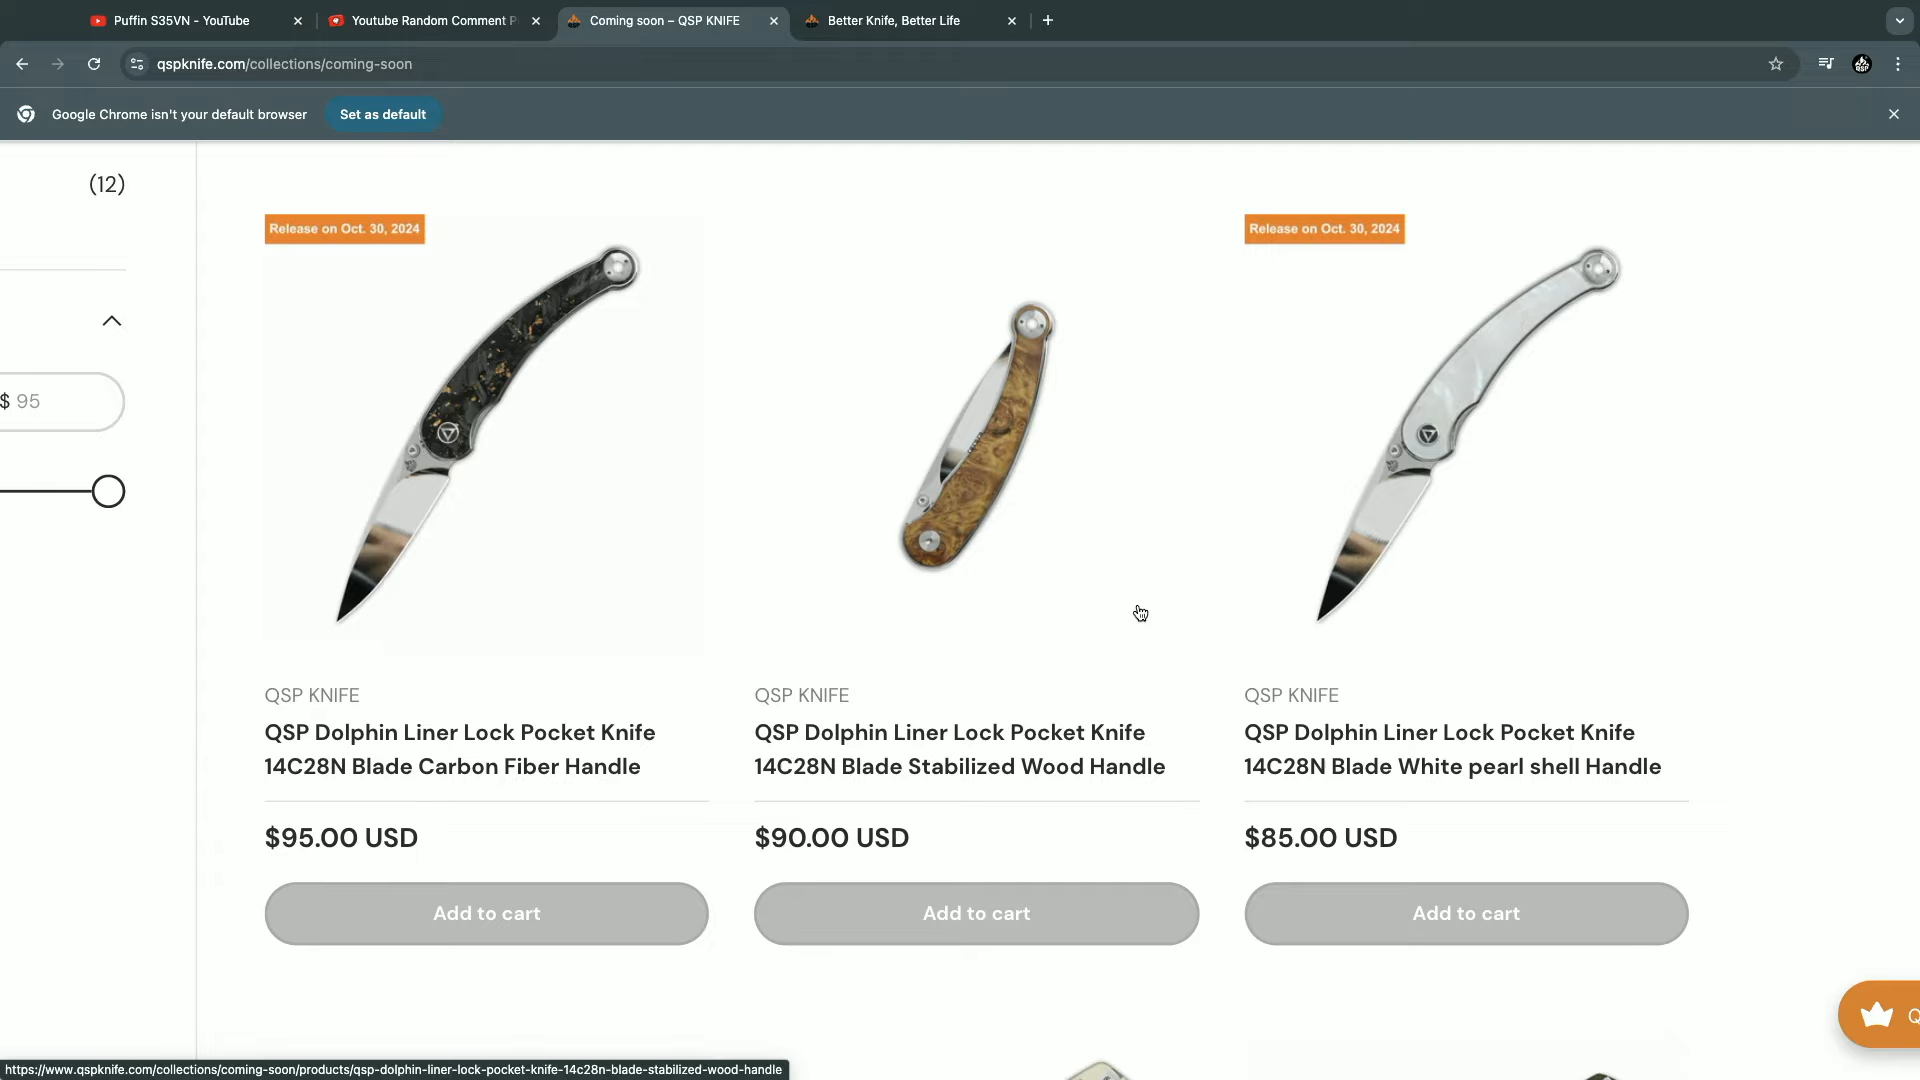 Puffin S35VN - YouTube
Youtube Random Comment P
Coming soon – QSP KNIFE
Better Knife, Better Life
qspknife.com/collections/coming-soon
Google Chrome isn't your default browser
Set as default
(12)
$ 95
Release on Oct. 30, 2024
Release on Oct. 30, 2024
QSP KNIFE
QSP Dolphin Liner Lock Pocket Knife
14C28N Blade Carbon Fiber Handle
$95.00 USD
Add to cart
QSP KNIFE
QSP Dolphin Liner Lock Pocket Knife
14C28N Blade Stabilized Wood Handle
$90.00 USD
Add to cart
QSP KNIFE
QSP Dolphin Liner Lock Pocket Knife
14C28N Blade White pearl shell Handle
$85.00 USD
Add to cart
https://www.qspknife.com/collections/coming-soon/products/qsp-dolphin-liner-lock-pocket-knife-14c28n-blade-stabilized-wood-handle